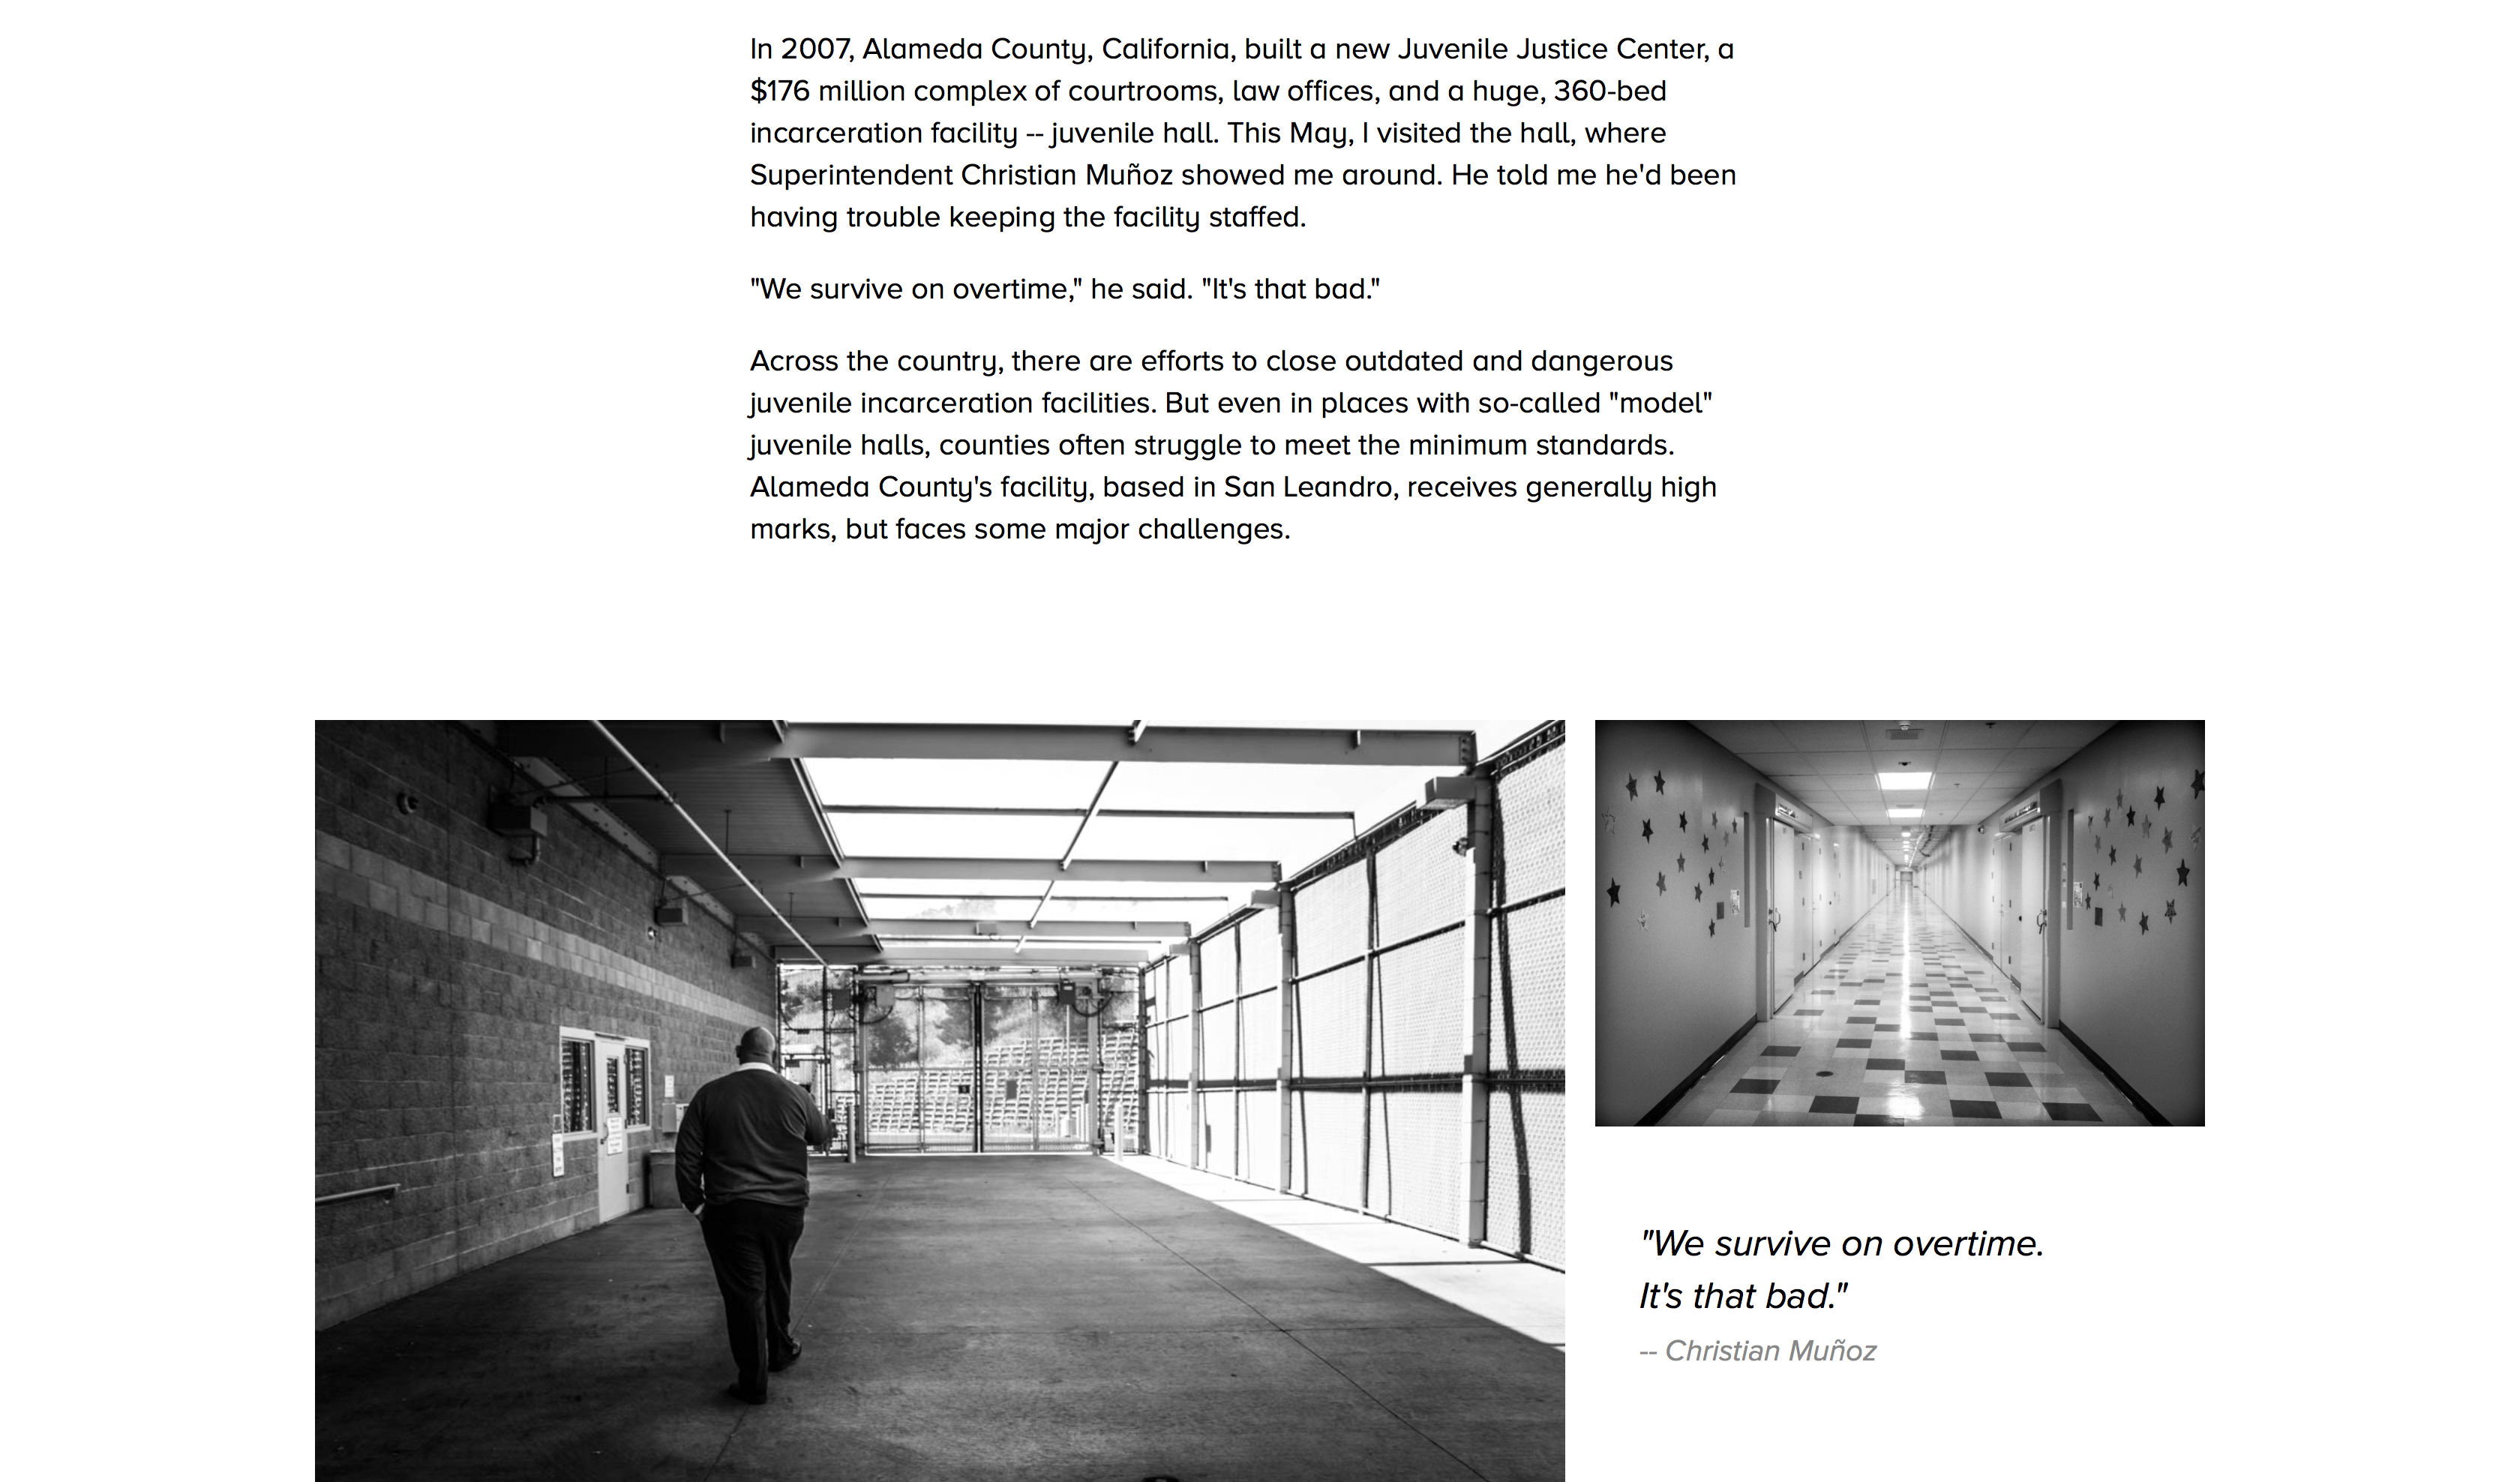 In 2007, Alameda County, California, built a new Juvenile Justice Center, a
$176 million complex of courtrooms, law offices, and a huge, 360-bed
incarceration facility -- juvenile hall. This May, I visited the hall, where
Superintendent Christian Muñoz showed me around. He told me he'd been
having trouble keeping the facility staffed.
"We survive on overtime," he said. "It's that bad."
Across the country, there are efforts to close outdated and dangerous
juvenile incarceration facilities. But even in places with so-called "model"
juvenile halls, counties often struggle to meet the minimum standards.
Alameda County's facility, based in San Leandro, receives generally high
marks, but faces some major challenges.
"We survive on overtime.
It's that bad."
-- Christian Muñoz